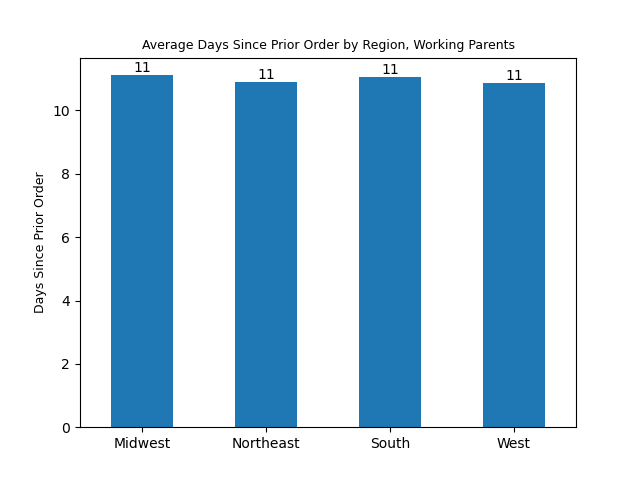 Average Days Since Prior Order by Region, Working Parents
11 11 11 11
Days Since Prior Order
10
8
6
4
2
0
Midwest Northeast South West